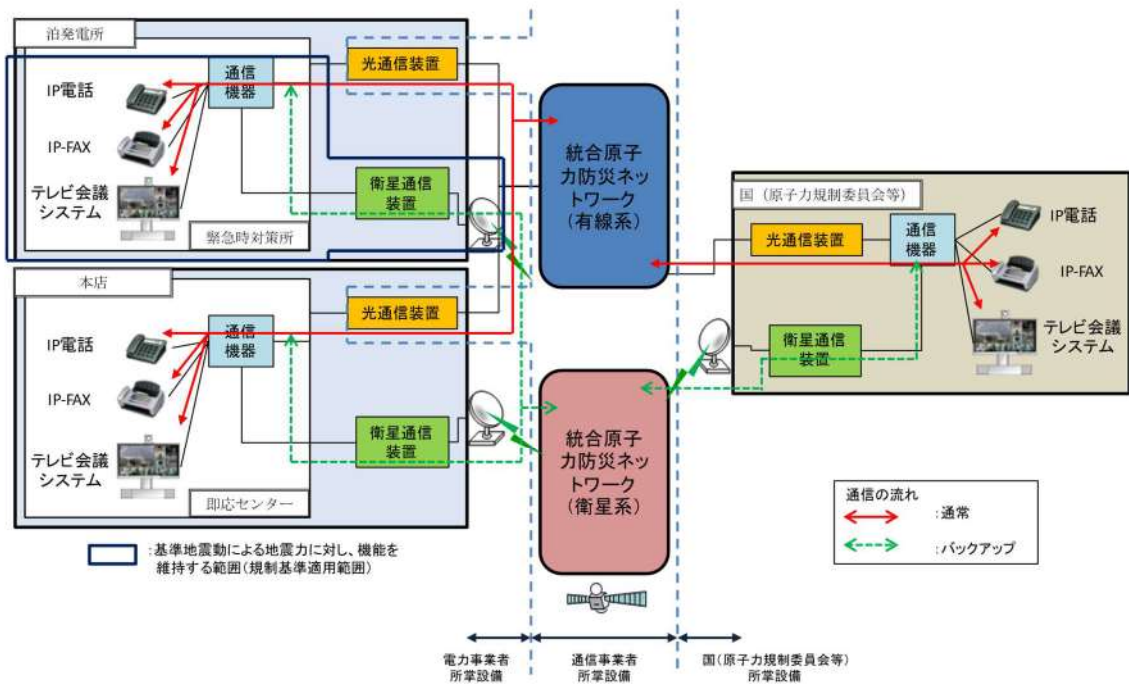 泊発電所
IP電話
IP-FAX
テレビ会議
システム
通信
機器
光通信装置
衛星通信
装置
緊急時対策所
本店
IP電話
IP-FAX
テレビ会議
システム
通信
機器
光通信装置
衛星通信
装置
即応センター
統合原子
力防災ネッ
トワーク
(有線系)
統合原子
力防災ネッ
トワーク
(衛星系)
国（原子力規制委員会等）
光通信装置
通信
機器
衛星通信
装置
IP電話
IP-FAX
テレビ会議
システム
通信の流れ
:通常
:バックアップ
:基準地震動による地震力に対し、機能を
維持する範囲(規制基準適用範囲)
電力事業者
所掌設備
通信事業者
所掌設備
国(原子力規制委員会等)
所掌設備